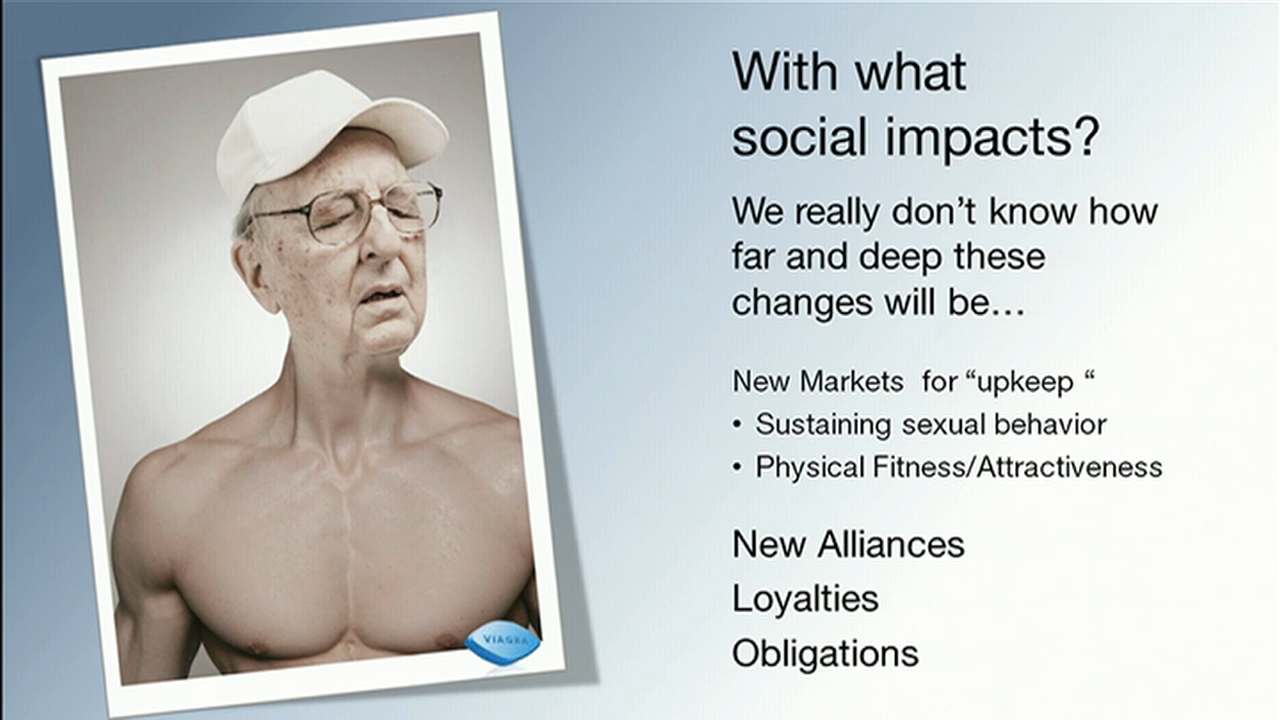 With what
social impacts?
We really don’t know how
far and deep these
changes will be…
New Markets for “upkeep “
• Sustaining sexual behavior
• Physical Fitness/Attractiveness
New Alliances
Loyalties
Obligations
VIAGRA